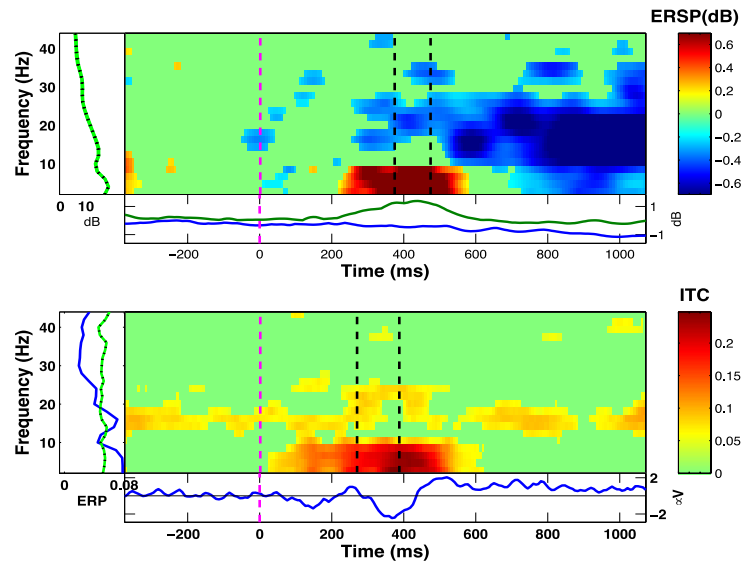 ERSP(dB)
Frequency (Hz)
40
30
20
10
0 10
dB
0.6
0.4
0.2
0
−0.2
−0.4
−0.6
1
−1
dB
−200 0 200 400 600 800 1000
Time (ms)
ITC
Frequency (Hz)
40
30
20
10
0 0.08
ERP
0.2
0.15
0.1
0.05
0
2
−2
∝V
−200 0 200 400 600 800 1000
Time (ms)